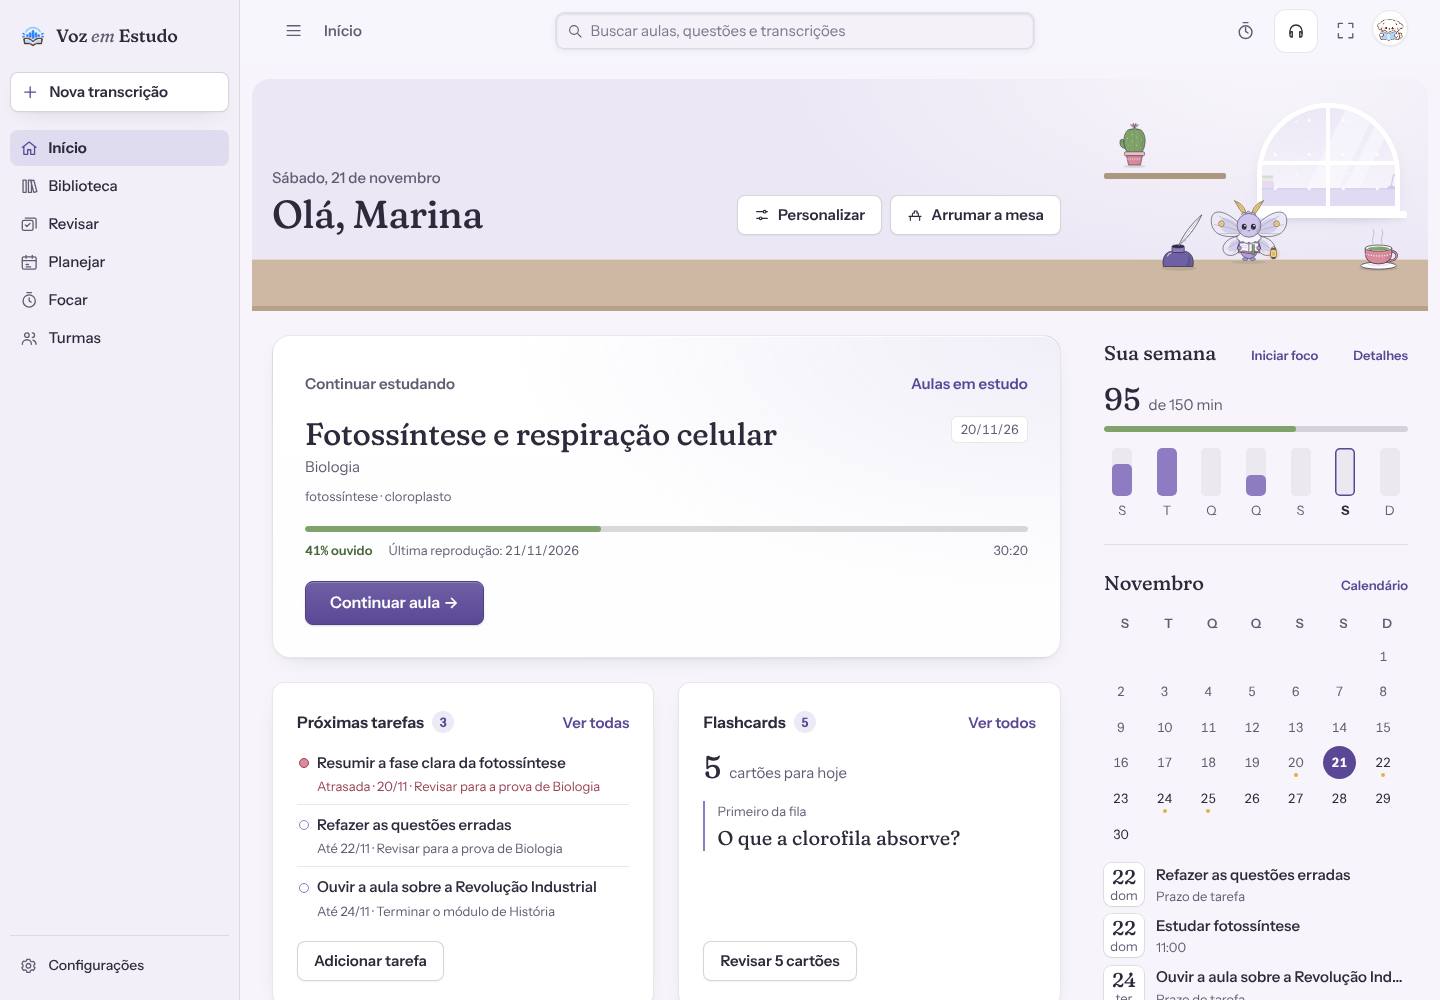 Voz em Estudo
Nova transcrição
Início
Biblioteca
Revisar
Planejar
Focar
Turmas
Configurações
Início
Buscar aulas, questões e transcrições
Sábado, 21 de novembro
Olá, Marina
Personalizar
Arrumar a mesa
Continuar estudando
Aulas em estudo
Fotossíntese e respiração celular
20/11/26
Biologia
fotossíntese · cloroplasto
41% ouvido Última reprodução: 21/11/2026 30:20
Continuar aula →
Próximas tarefas 3 Ver todas
Resumir a fase clara da fotossíntese
Atrasada · 20/11 · Revisar para a prova de Biologia
Refazer as questões erradas
Até 22/11 · Revisar para a prova de Biologia
Ouvir a aula sobre a Revolução Industrial
Até 24/11 · Terminar o módulo de História
Adicionar tarefa
Flashcards 5 Ver todos
5 cartões para hoje
Primeiro da fila
O que a clorofila absorve?
Revisar 5 cartões
Sua semana Iniciar foco Detalhes
95 de 150 min
S T Q Q S S D
Novembro Calendário
S T Q Q S S D
1
2 3 4 5 6 7 8
9 10 11 12 13 14 15
16 17 18 19 20 21 22
23 24 25 26 27 28 29
30
22 dom
Refazer as questões erradas
Prazo de tarefa
22 dom
Estudar fotossíntese
11:00
24 ter
Ouvir a aula sobre a Revolução Ind...
Prazo de tarefa